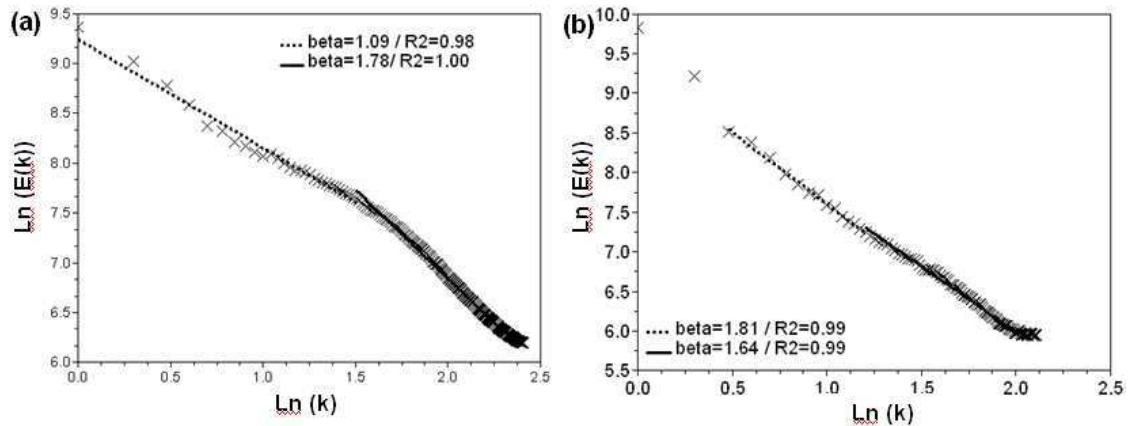 (a)
9.5
9.0
8.5
8.0
7.5
7.0
6.5
6.0
Ln (E(k))
beta=1.09 / R2=0.98
beta=1.78/ R2=1.00
0.0 0.5 1.0 1.5 2.0 2.5
Ln (k)
(b)
10.0
9.5
9.0
8.5
8.0
7.5
7.0
6.5
6.0
5.5
Ln (E(k))
beta=1.81 / R2=0.99
beta=1.64 / R2=0.99
0.0 0.5 1.0 1.5 2.0 2.5
Ln (k)